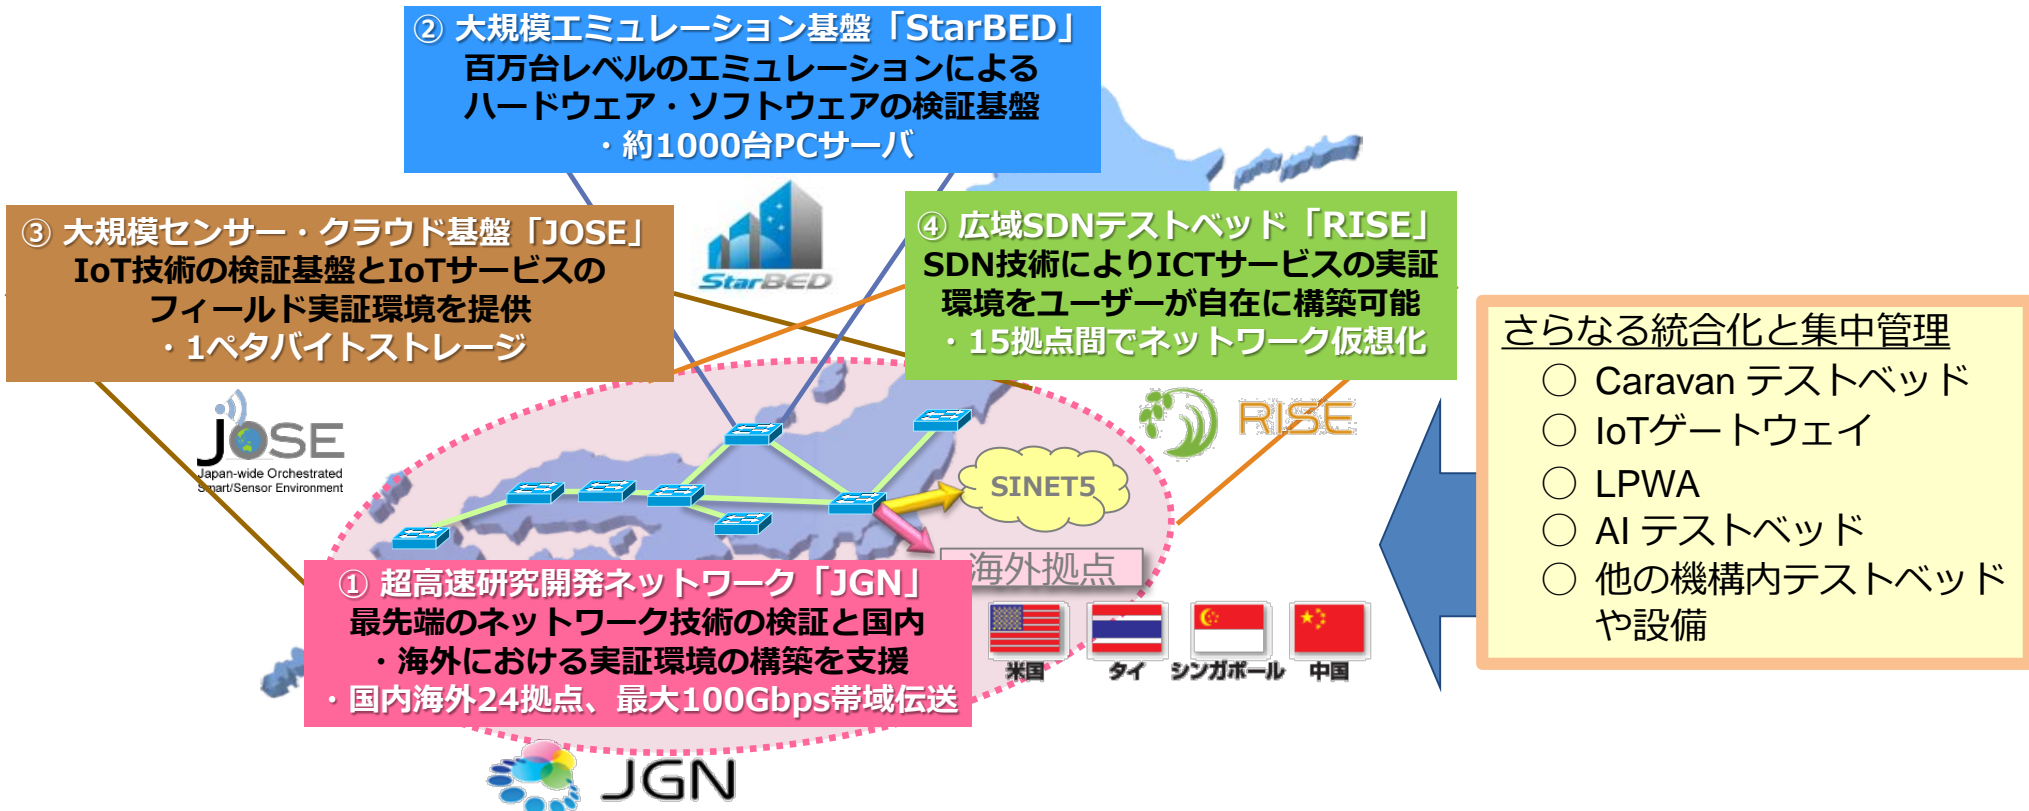 ② 大規模エミュレーション基盤「StarBED」
百万台レベルのエミュレーションによる
ハードウェア・ソフトウェアの検証基盤
・約1000台PCサーバ
StarBED
③ 大規模センサー・クラウド基盤「JOSE」
IoT技術の検証基盤とIoTサービスの
フィールド実証環境を提供
・1ペタバイトストレージ
JOSE
Japan-wide Orchestrated
Smart/Sensor Environment
④ 広域SDNテストベッド「RISE」
SDN技術によりICTサービスの実証
環境をユーザーが自在に構築可能
・15拠点間でネットワーク仮想化
RISE
SINET5
海外拠点
米国
タイ
シンガポール
中国
① 超高速研究開発ネットワーク「JGN」
最先端のネットワーク技術の検証と国内
・海外における実証環境の構築を支援
・国内海外24拠点、最大100Gbps帯域伝送
JGN
さらなる統合化と集中管理
○ Caravan テストベッド
○ IoTゲートウェイ
○ LPWA
○ AI テストベッド
○ 他の機構内テストベッド
や設備